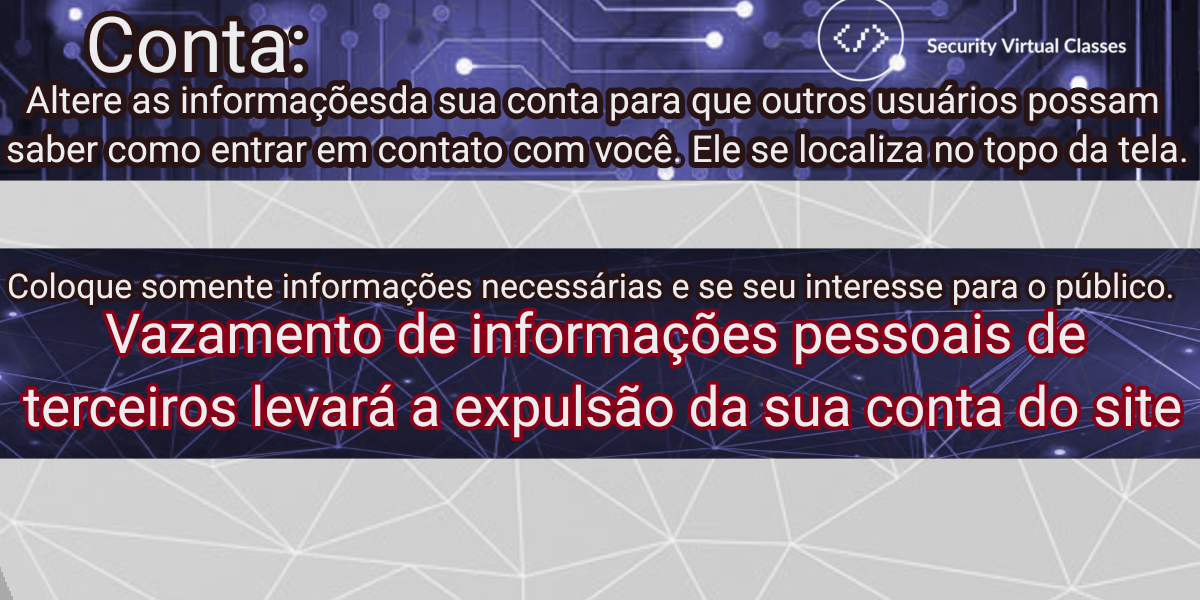 Conta:
Security Virtual Classes
Altere as informaçõesda sua conta para que outros usuários possam
saber como entrar em contato com você. Ele se localiza no topo da tela.
Coloque somente informações necessárias e se seu interesse para o público.
Vazamento de informações pessoais de
terceiros levará a expulsão da sua conta do site